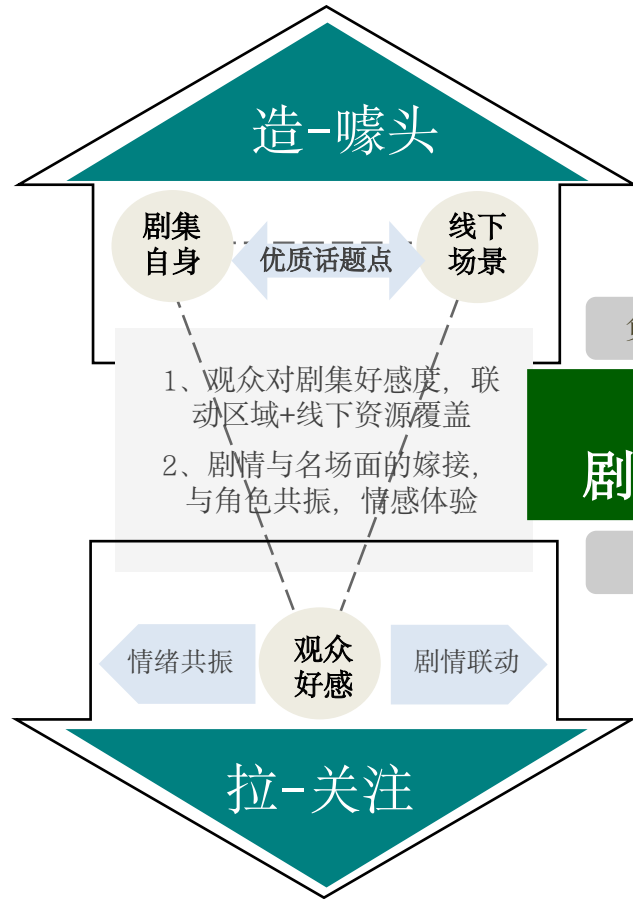 造-噱头
剧集
自身
优质话题点
线下
场景
1、观众对剧集好感度，联
动区域+线下资源覆盖
2、剧情与名场面的嫁接，
与角色共振，情感体验
剧
情绪共振
观众
好感
剧情联动
拉-关注